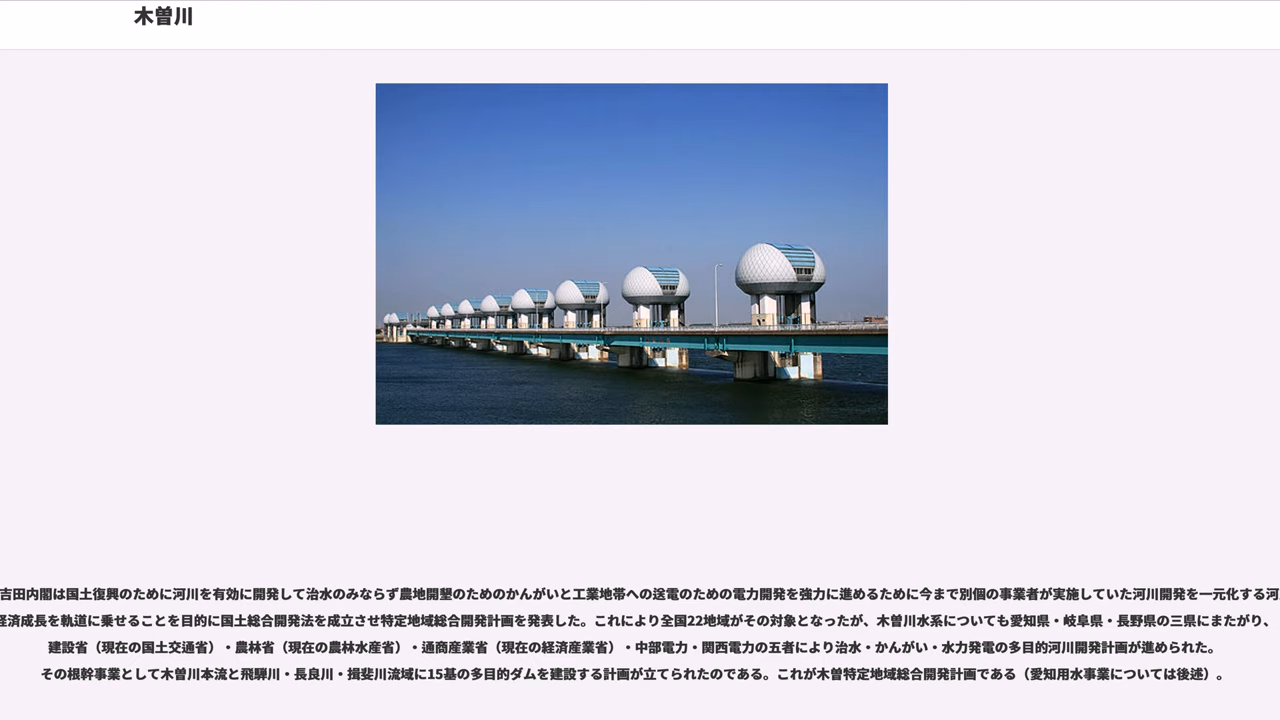 木曽川
吉田内閣は国土復興のために河川を有効に開発して治水のみならず農地開墾のためのかんがいと工業地帯への送電のための電力開発を強力に進めるために今まで別個の事業者が実施していた河川開発を一元化する河
経済成長を軌道に乗せることを目的に国土総合開発法を成立させ特定地域総合開発計画を発表した。これにより全国22地域がその対象となったが、木曽川水系についても愛知県・岐阜県・長野県の三県にまたがり、
建設省（現在の国土交通省）・農林省（現在の農林水産省）・通商産業省（現在の経済産業省）・中部電力・関西電力の五者により治水・かんがい・水力発電の多目的河川開発計画が進められた。
その根幹事業として木曽川本流と飛騨川・長良川・揖斐川流域に15基の多目的ダムを建設する計画が立てられたのである。これが木曽特定地域総合開発計画である（愛知用水事業については後述）。